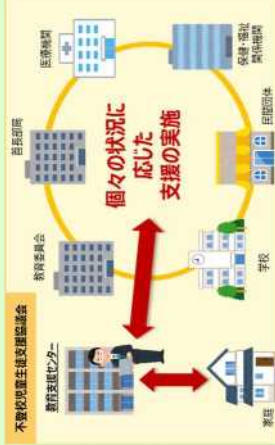 不登校児童生徒支援協議会
教育支援センター
家庭
教育委員会
首長部局
医療機関
保健・福祉
関係機関
民間団体
学校
個々の状況に
応じた
支援の実施